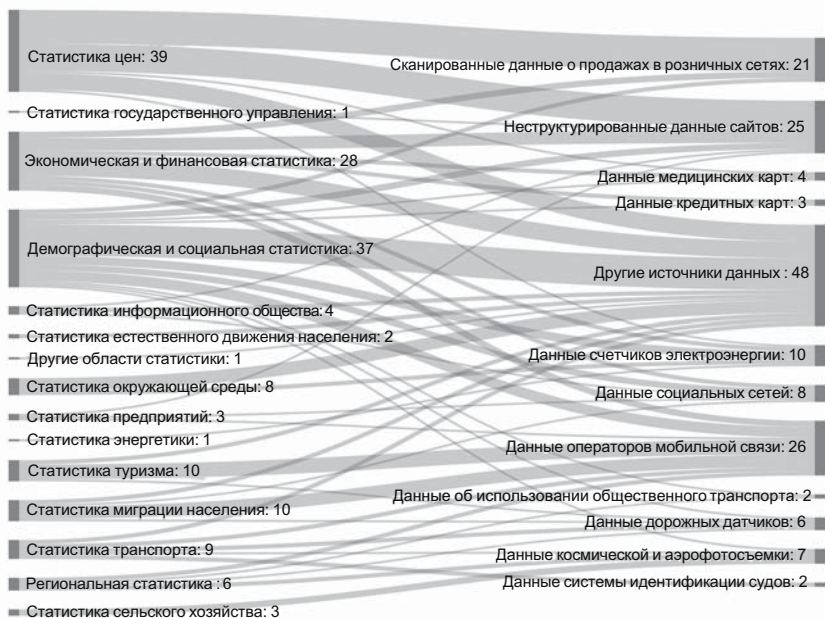 Статистика цен: 39
Статистика государственного управления: 1
Экономическая и финансовая статистика: 28
Демографическая и социальная статистика: 37
Статистика информационного общества: 4
Статистика естественного движения населения: 2
Другие области статистики: 1
Статистика окружающей среды: 8
Статистика предприятий: 3
Статистика энергетики: 1
Статистика туризма: 10
Статистика миграции населения: 10
Статистика транспорта: 9
Региональная статистика : 6
Статистика сельского хозяйства: 3
Сканированные данные о продажах в розничных сетях: 21
Неструктурированные данные сайтов: 25
Данные медицинских карт: 4
Данные кредитных карт: 3
Другие источники данных : 48
Данные счетчиков электроэнергии: 10
Данные социальных сетей: 8
Данные операторов мобильной связи: 26
Данные об использовании общественного транспорта: 2
Данные дорожных датчиков: 6
Данные космической и аэрофотосъемки: 7
Данные системы идентификации судов: 2